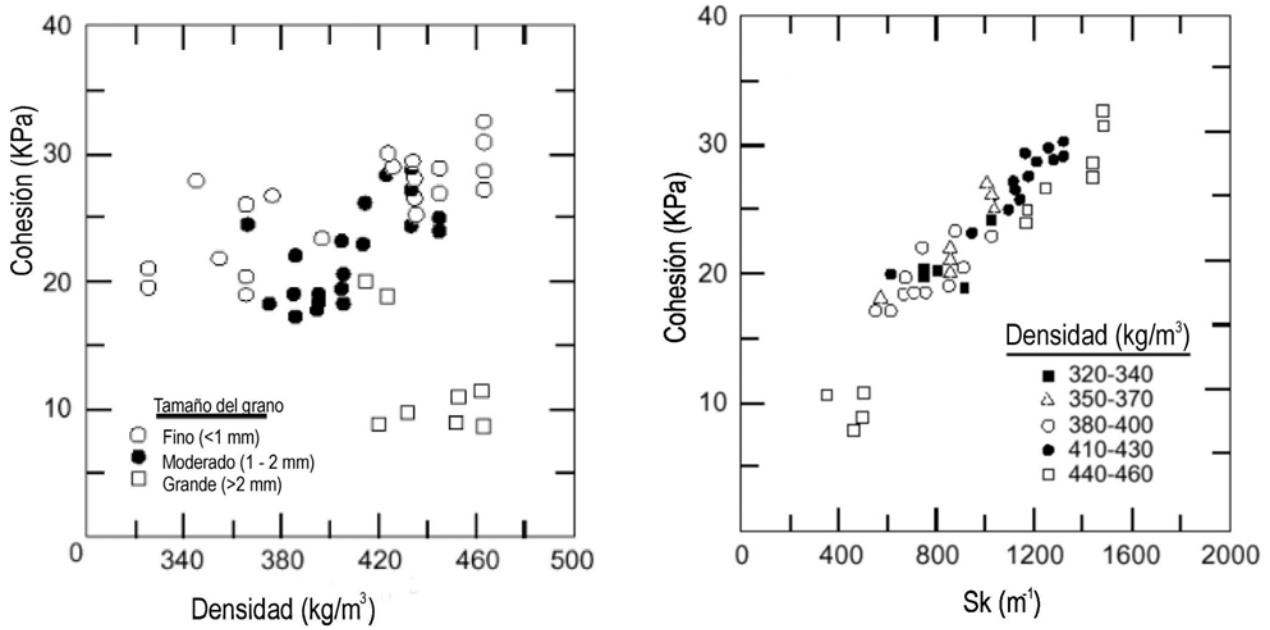 40
30
20
10
0
340
380
420
460
500
Cohesión (KPa)
Densidad (kg/m³)
Tamaño del grano
Fino (<1 mm)
Moderado (1 - 2 mm)
Grande (>2 mm)
40
30
20
10
0
400
800
1200
1600
2000
Cohesión (KPa)
Sk (m⁻¹)
Densidad (kg/m³)
320-340
350-370
380-400
410-430
440-460